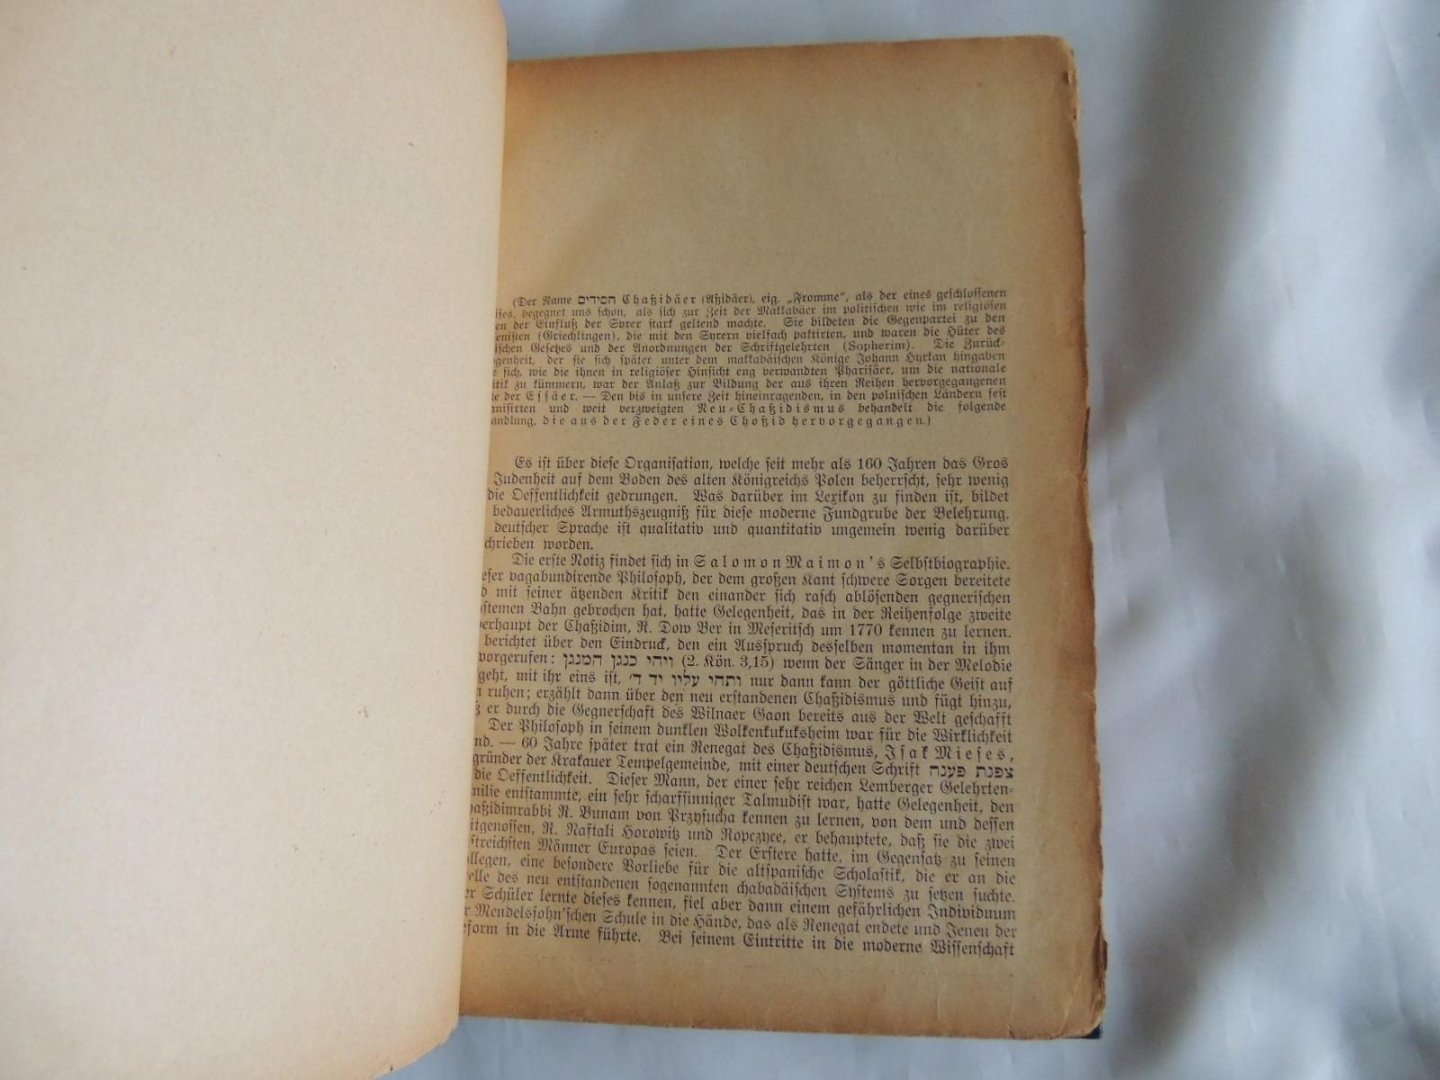 (Der Name חסידים Chaßidäer (Aßidäer), eig. „Fromme“, als der eines geschlossenen
begegnet uns schon, als sich zur Zeit der Makkabäer im politischen wie im religiösen
der Einfluß der Syrer stark geltend machte. Sie bildeten die Gegenpartei zu den
(Griechlingen), die mit den Syrern vielfach paktirten, und waren die Hüter des
Gesetzes und der Anordnungen der Schriftgelehrten (Sopherim). Die Zurück-
der sie sich später unter dem makkabäischen Könige Johann Hyrkan hingaben
sich, wie die ihnen in religiöser Hinsicht eng verwandten Pharisäer, um die nationale
zu kümmern, war der Anlaß zur Bildung der aus ihren Reihen hervorgegangenen
der Essäer. — Den bis in unsere Zeit hineinragenden, in den polnischen Ländern seit
und weit verzweigten Neu-Chaßidismus behandelt die folgende
die aus der Feder eines Choßid hervorgegangen.)
Es ist über diese Organisation, welche seit mehr als 160 Jahren das Gros
Judenheit auf dem Boden des alten Königreichs Polen beherrscht, sehr wenig
die Oeffentlichkeit gedrungen. Was darüber im Lexikon zu finden ist, bildet
bedauerliches Armuthszeugniß für diese moderne Fundgrube der Belehrung.
deutscher Sprache ist qualitativ und quantitativ ungemein wenig darüber
chrieben worden.
Die erste Notiz findet sich in Salomon Maimon's Selbstbiographie.
eser vagabundirende Philosoph, der dem großen Kant schwere Sorgen bereitete
d mit seiner ätzenden Kritik den einander sich rasch ablösenden gegnerischen
stemen Bahn gebrochen hat, hatte Gelegenheit, das in der Reihenfolge zweite
erhaupt der Chaßidim, R. Dow Ber in Meseritsch um 1770 kennen zu lernen.
berichtet über den Eindruck, den ein Ausspruch desselben momentan in ihm
vorgerufen: ויהי כנגן המנגן (2. Kön. 3,15) wenn der Sänger in der Melodie
geht, mit ihr eins ist, ותהי עליו יד ד׳ nur dann kann der göttliche Geist auf
ruhen; erzählt dann über den neu erstandenen Chaßidismus und fügt hinzu,
ß er durch die Gegnerschaft des Wilnaer Gaon bereits aus der Welt geschafft
Der Philosoph in seinem dunklen Wolkenkukuksheim war für die Wirklichkeit
nd. — 60 Jahre später trat ein Renegat des Chaßidismus, Isak Mieses,
gründer der Krakauer Tempelgemeinde, mit einer deutschen Schrift צפנת פענח
die Oeffentlichkeit. Dieser Mann, der einer sehr reichen Lemberger Gelehrten-
milie entstammte, ein sehr scharfsinniger Talmudist war, hatte Gelegenheit, den
aßidimrabbi R. Bunam von Przysucha kennen zu lernen, von dem und dessen
itgenossen, R. Naftali Horowitz und Ropczyce, er behauptete, daß sie die zwei
streichsten Männer Europas seien. Der Erstere hatte, im Gegensatz zu seinen
llegen, eine besondere Vorliebe für die altspanische Scholastik, die er an die
elle des neu entstandenen sogenannten chabadäischen Systems zu setzen suchte.
er Schüler lernte dieses kennen, fiel aber dann einem gefährlichen Individuum
r Mendelssohn'schen Schule in die Hände, das als Renegat endete und Jenen der
eform in die Arme führte. Bei seinem Eintritte in die moderne Wissenschaft